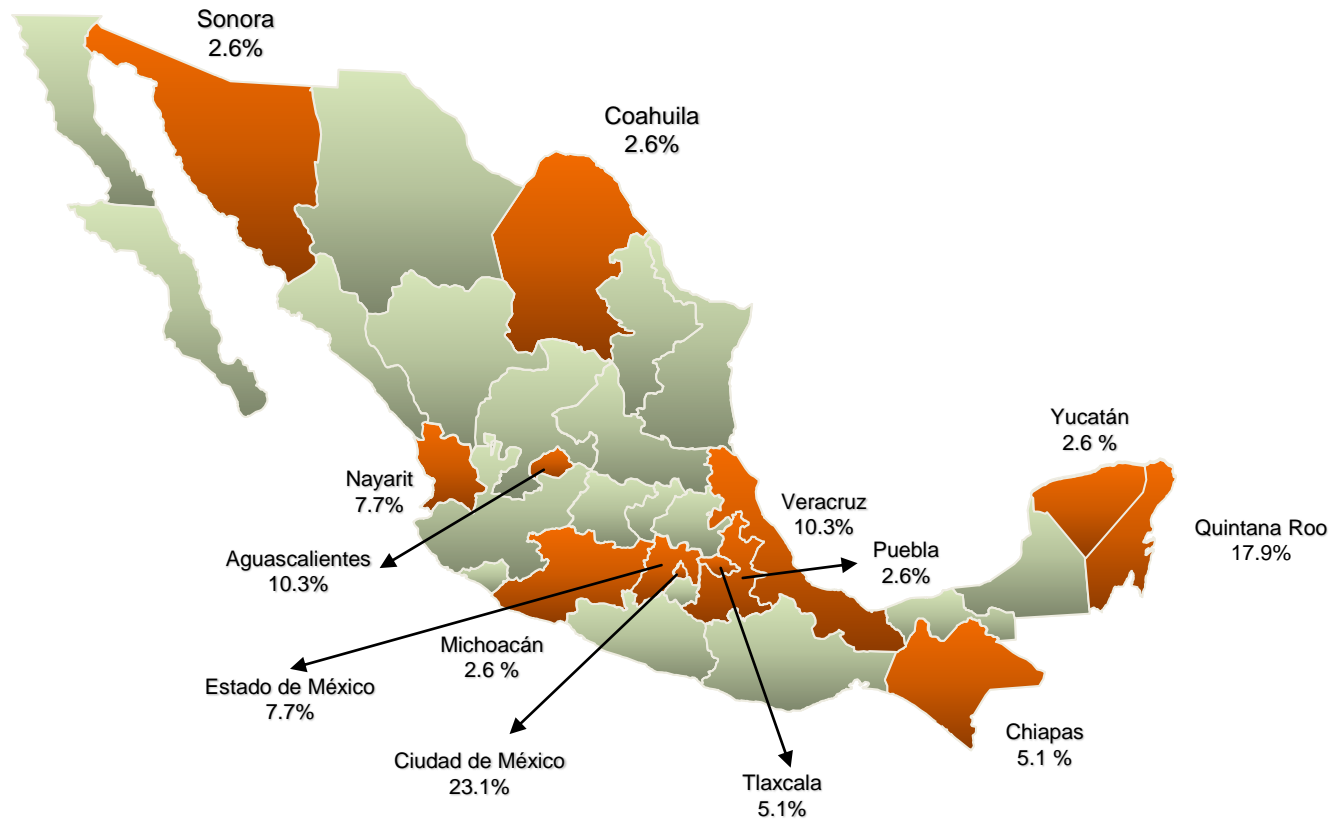 Sonora
2.6%
Coahuila
2.6%
Yucatán
2.6 %
Nayarit
7.7%
Veracruz
10.3%
Quintana Roo
17.9%
Aguascalientes
10.3%
Puebla
2.6%
Michoacán
2.6 %
Estado de México
7.7%
Chiapas
5.1 %
Ciudad de México
23.1%
Tlaxcala
5.1%